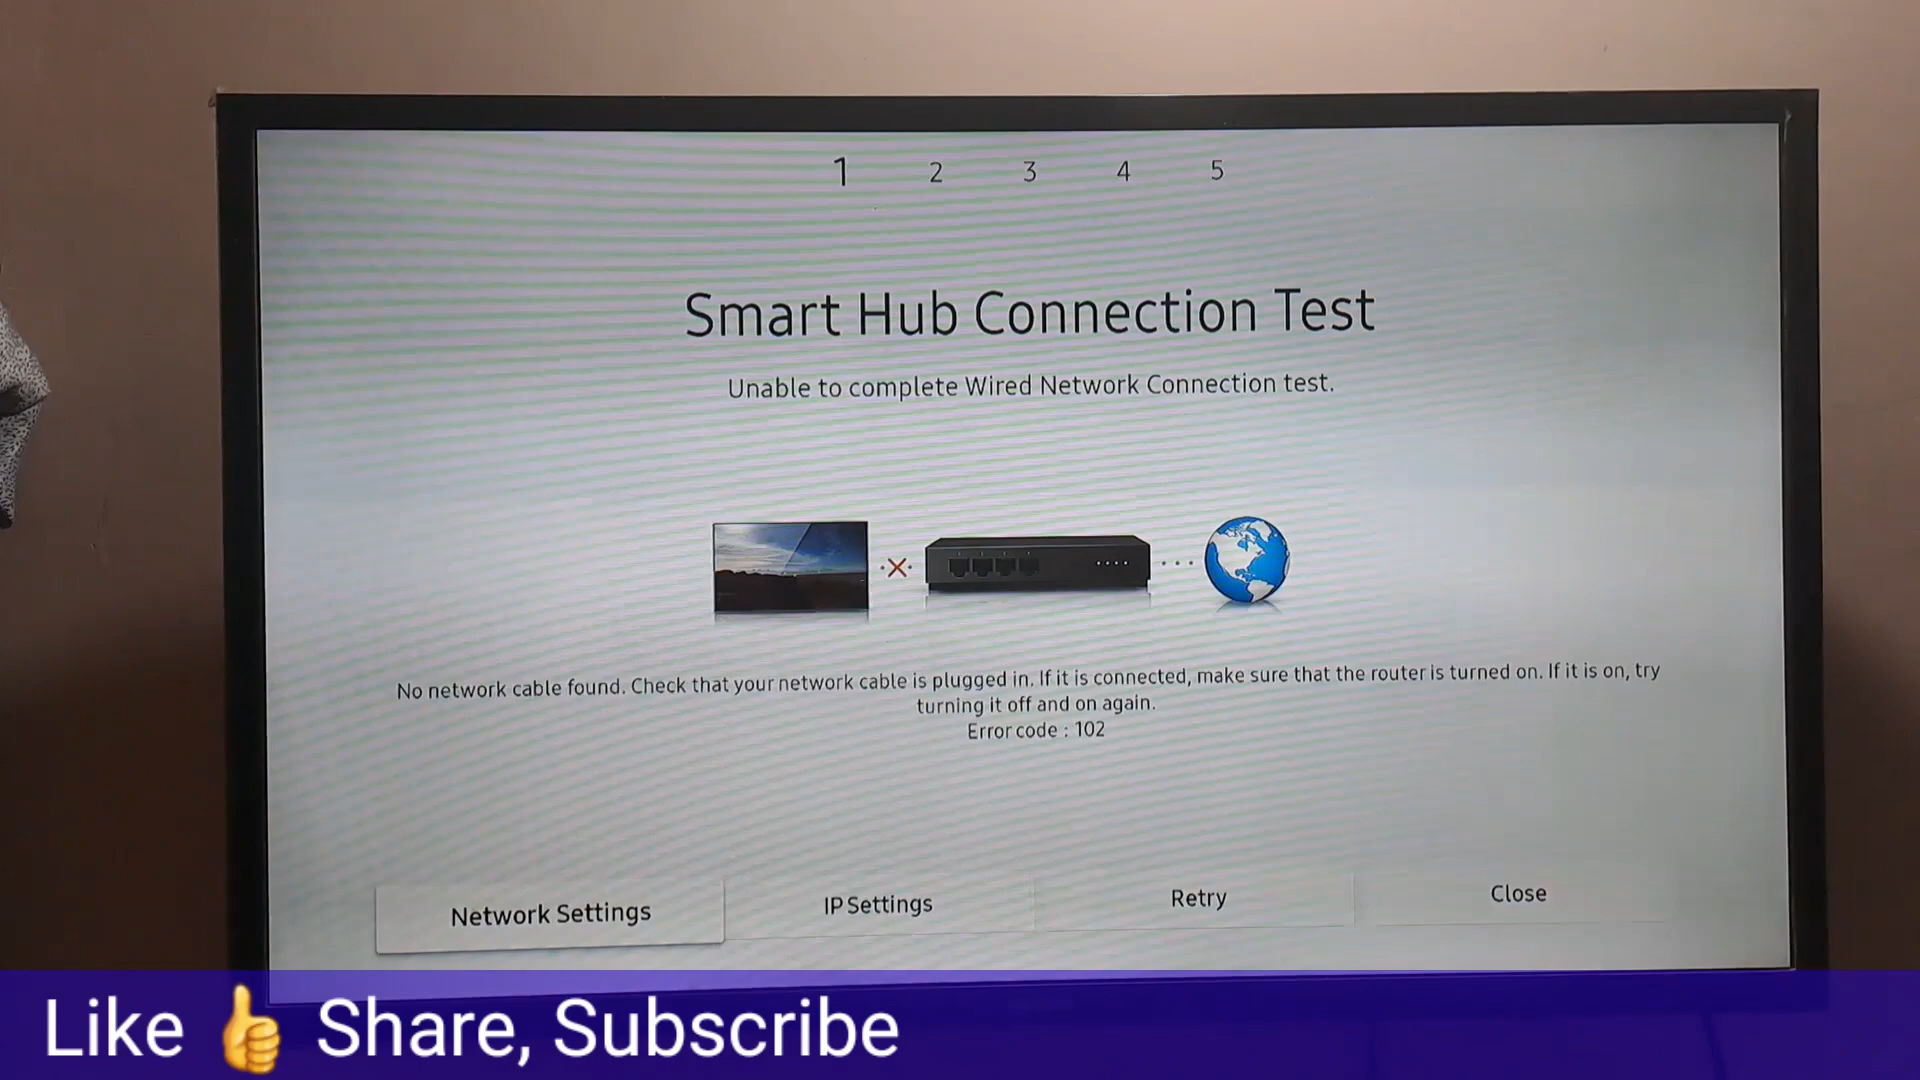 1 2 3 4 5
Smart Hub Connection Test
Unable to complete Wired Network Connection test.
No network cable found. Check that your network cable is plugged in. If it is connected, make sure that the router is turned on. If it is on, try
turning it off and on again.
Error code : 102
Network Settings IP Settings Retry Close
Like 👍 Share, Subscribe